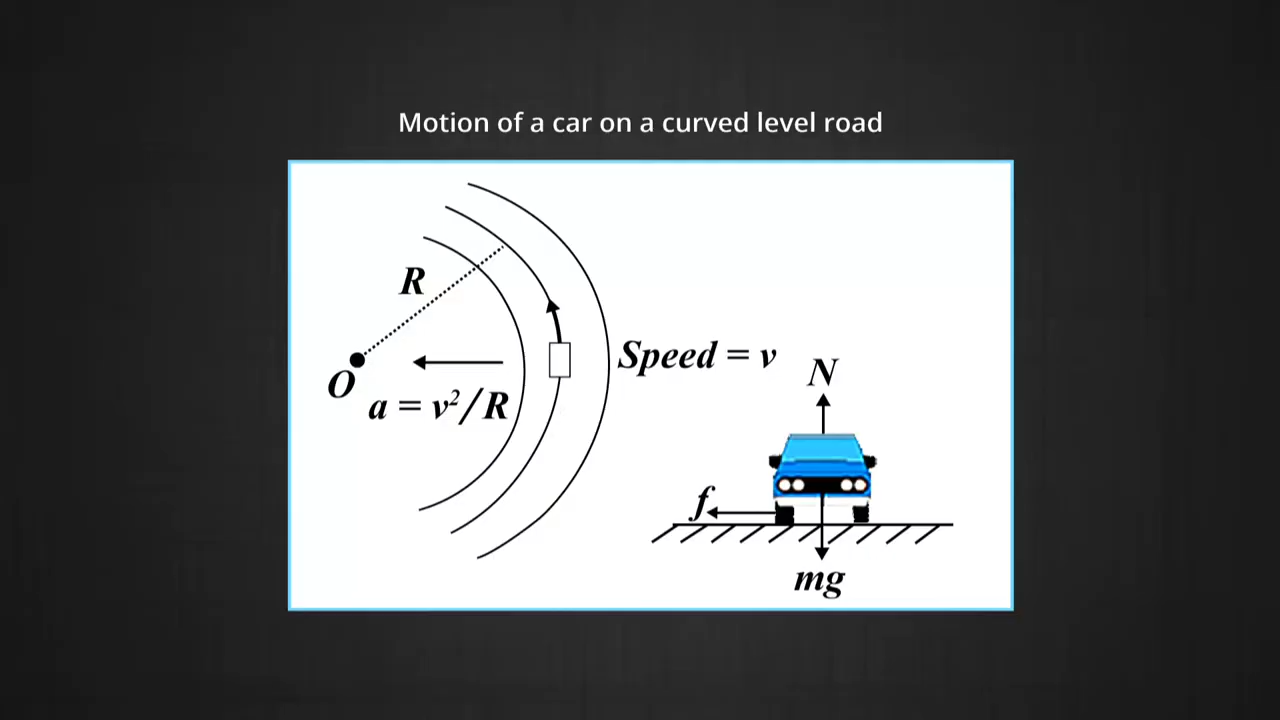 Motion of a car on a curved level road
R
O
a = v²/R
Speed = v
N
f
mg